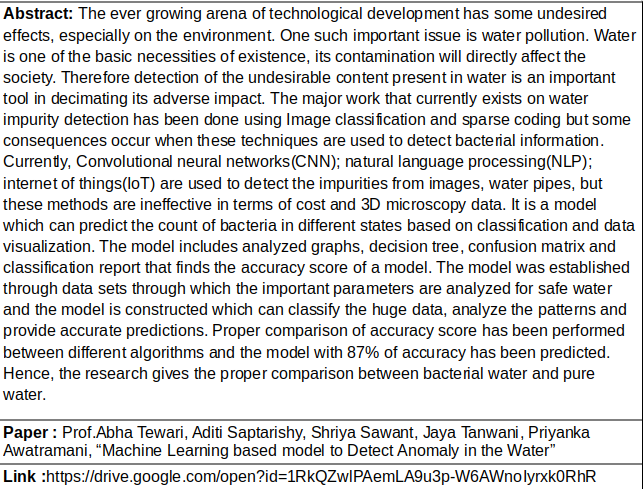 Abstract: The ever growing arena of technological development has some undesired
effects, especially on the environment. One such important issue is water pollution. Water
is one of the basic necessities of existence, its contamination will directly affect the
society. Therefore detection of the undesirable content present in water is an important
tool in decimating its adverse impact. The major work that currently exists on water
impurity detection has been done using Image classification and sparse coding but some
consequences occur when these techniques are used to detect bacterial information.
Currently, Convolutional neural networks(CNN); natural language processing(NLP);
internet of things(IoT) are used to detect the impurities from images, water pipes, but
these methods are ineffective in terms of cost and 3D microscopy data. It is a model
which can predict the count of bacteria in different states based on classification and data
visualization. The model includes analyzed graphs, decision tree, confusion matrix and
classification report that finds the accuracy score of a model. The model was established
through data sets through which the important parameters are analyzed for safe water
and the model is constructed which can classify the huge data, analyze the patterns and
provide accurate predictions. Proper comparison of accuracy score has been performed
between different algorithms and the model with 87% of accuracy has been predicted.
Hence, the research gives the proper comparison between bacterial water and pure
water.
Paper : Prof.Abha Tewari, Aditi Saptarishy, Shriya Sawant, Jaya Tanwani, Priyanka
Awatramani, “Machine Learning based model to Detect Anomaly in the Water”
Link :https://drive.google.com/open?id=1RkQZwlPAemLA9u3p-W6AWnolyrxk0RhR